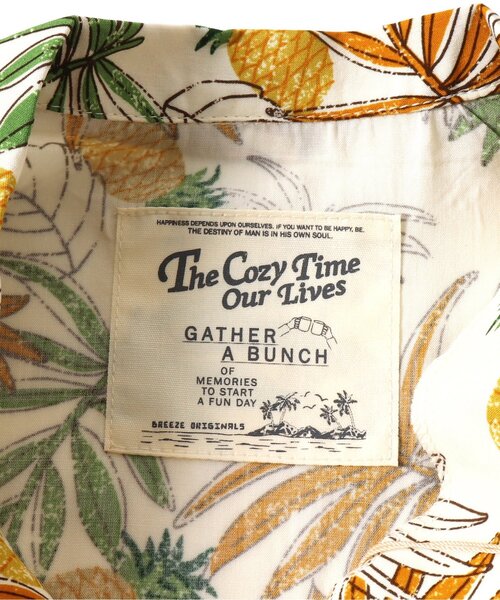 HAPPINESS DEPENDS UPON OURSELVES. IF YOU WANT TO BE HAPPY, BE.
THE DESTINY OF MAN IS IN HIS OWN SOUL.
The Cozy Time
Our Lives
GATHER
A BUNCH
OF
MEMORIES
TO START
A FUN DAY
BREEZE ORIGINALS